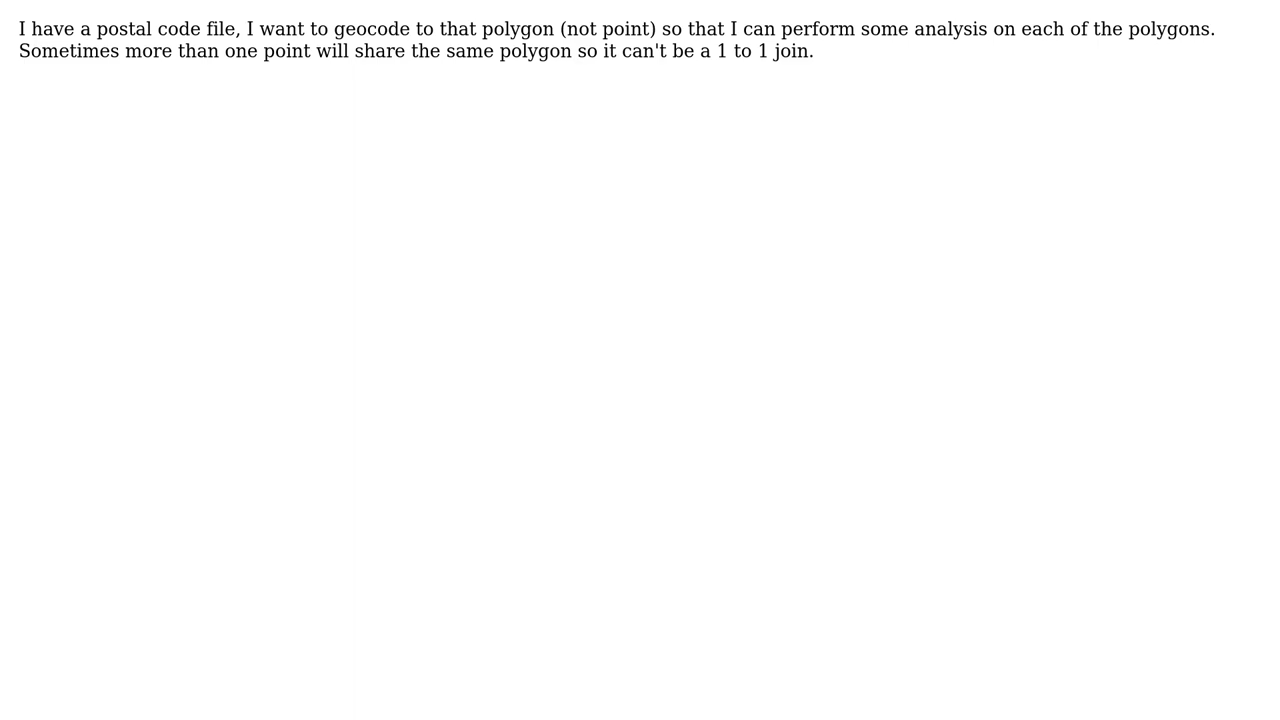 I have a postal code file, I want to geocode to that polygon (not point) so that I can perform some analysis on each of the polygons.
Sometimes more than one point will share the same polygon so it can't be a 1 to 1 join.